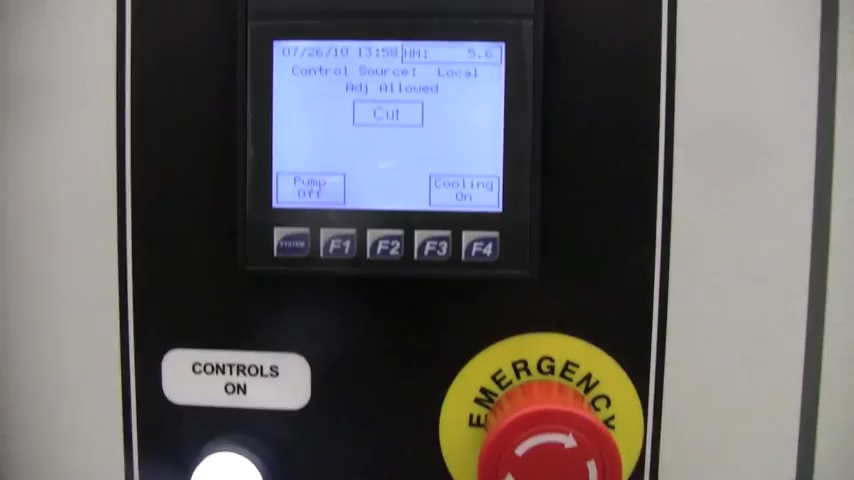 07/26/10 13:58 HM: 5.6
Control Source: Local
Adj Allowed
Cut
Pump
Off
Cooling
On
SYSTEM F1 F2 F3 F4
CONTROLS
ON
EMERGENCY